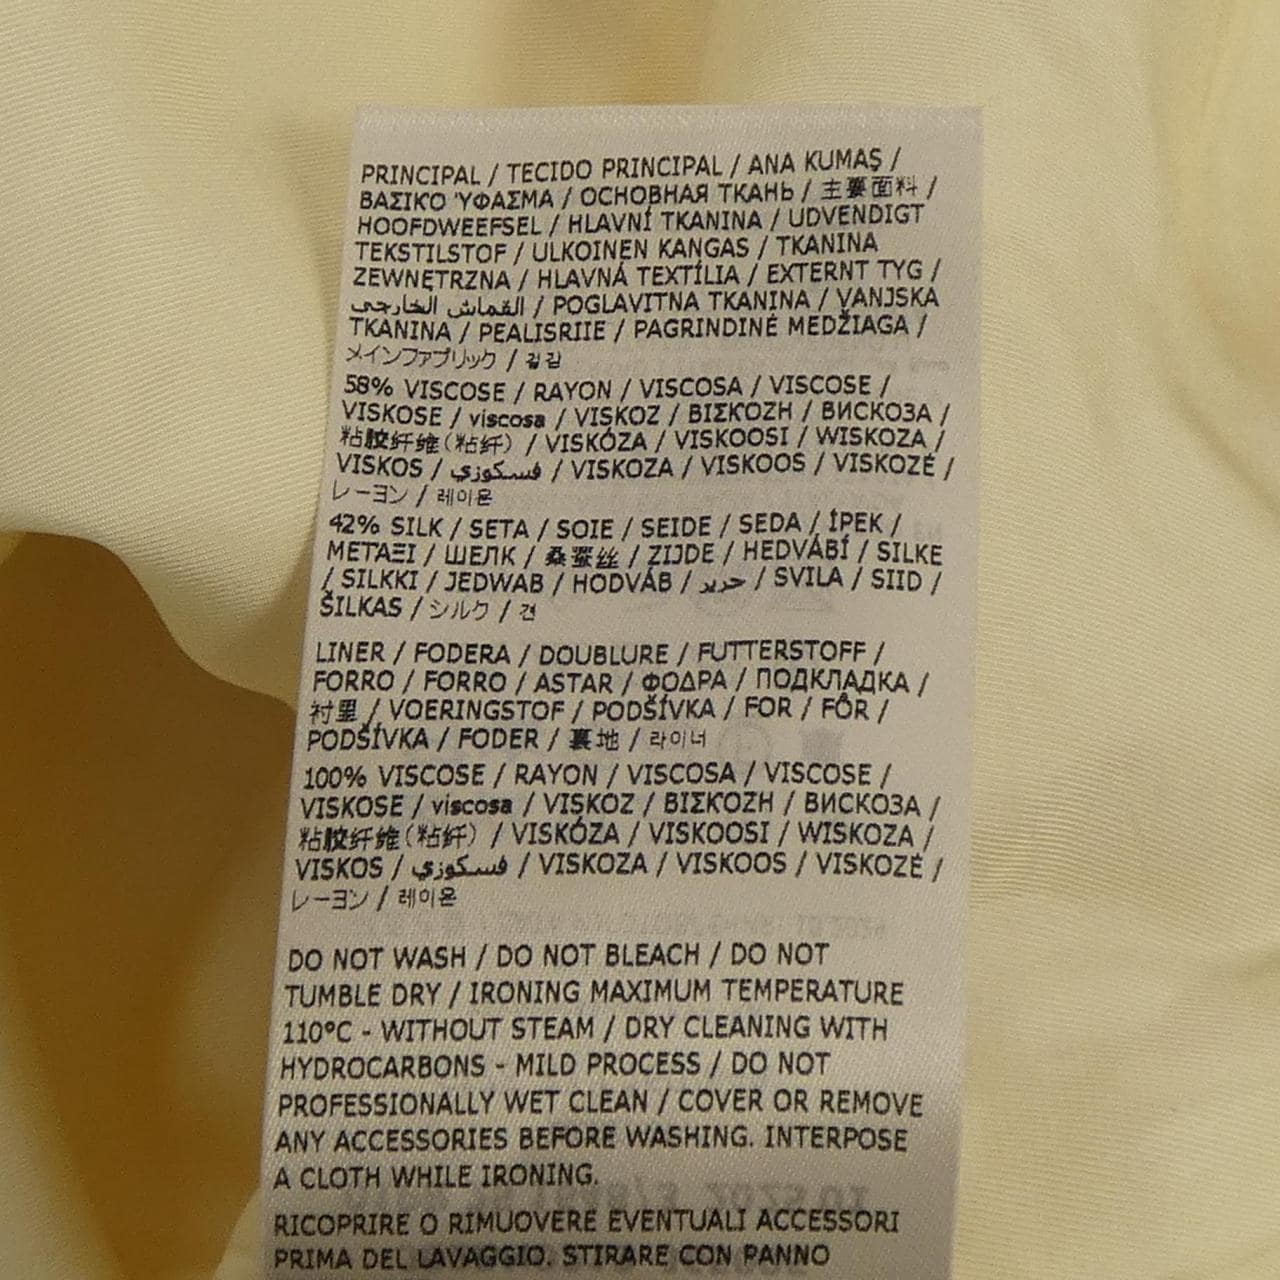 PRINCIPAL / TECIDO PRINCIPAL / ANA KUMAŞ /
ΒΑΣΙΚΌ ΎΦΑΣΜΑ / ОСНОВНАЯ ТКАНЬ / 主要面料 /
HOOFDWEEFSEL / HLAVNÍ TKANINA / UDVENDIGT
TEKSTILSTOF / ULKOINEN KANGAS / TKANINA
ZEWNĘTRZNA / HLAVNÁ TEXTÍLIA / EXTERNT TYG /
القماش الخارجي / POGLAVITNA TKANINA / VANJSKA
TKANINA / PEALISRIIE / PAGRINDINĖ MEDŽIAGA /
メインファブリック / 겉감
58% VISCOSE / RAYON / VISCOSA / VISCOSE /
VISKOSE / viscosa / VISKOZ / ΒΙΣΚΌΖΗ / ВИСКОЗА /
粘胶纤维(粘纤) / VISKÓZA / VISKOOSI / WISKOZA /
VISKOS / فسكوزي / VISKOZA / VISKOOS / VISKOZĖ /
レーヨン / 레이온
42% SILK / SETA / SOIE / SEIDE / SEDA / İPEK /
ΜΕΤΑΞΙ / ШЕЛК / 桑蚕丝 / ZIJDE / HEDVÁBÍ / SILKE
/ SILKKI / JEDWAB / HODVÁB / حرير / SVILA / SIID /
ŠILKAS / シルク / 견
LINER / FODERA / DOUBLURE / FUTTERSTOFF /
FORRO / FORRO / ASTAR / ΦΟΔΡΑ / ПОДКЛАДКА /
衬里 / VOERINGSTOF / PODŠÍVKA / FOR / FÔR /
PODŠÍVKA / FODER / 裏地 / 라이너
100% VISCOSE / RAYON / VISCOSA / VISCOSE /
VISKOSE / viscosa / VISKOZ / ΒΙΣΚΌΖΗ / ВИСКОЗА /
粘胶纤维(粘纤) / VISKÓZA / VISKOOSI / WISKOZA /
VISKOS / فسكوزي / VISKOZA / VISKOOS / VISKOZĖ /
レーヨン / 레이온
DO NOT WASH / DO NOT BLEACH / DO NOT
TUMBLE DRY / IRONING MAXIMUM TEMPERATURE
110°C - WITHOUT STEAM / DRY CLEANING WITH
HYDROCARBONS - MILD PROCESS / DO NOT
PROFESSIONALLY WET CLEAN / COVER OR REMOVE
ANY ACCESSORIES BEFORE WASHING. INTERPOSE
A CLOTH WHILE IRONING.
RICOPRIRE O RIMUOVERE EVENTUALI ACCESSORI
PRIMA DEL LAVAGGIO. STIRARE CON PANNO